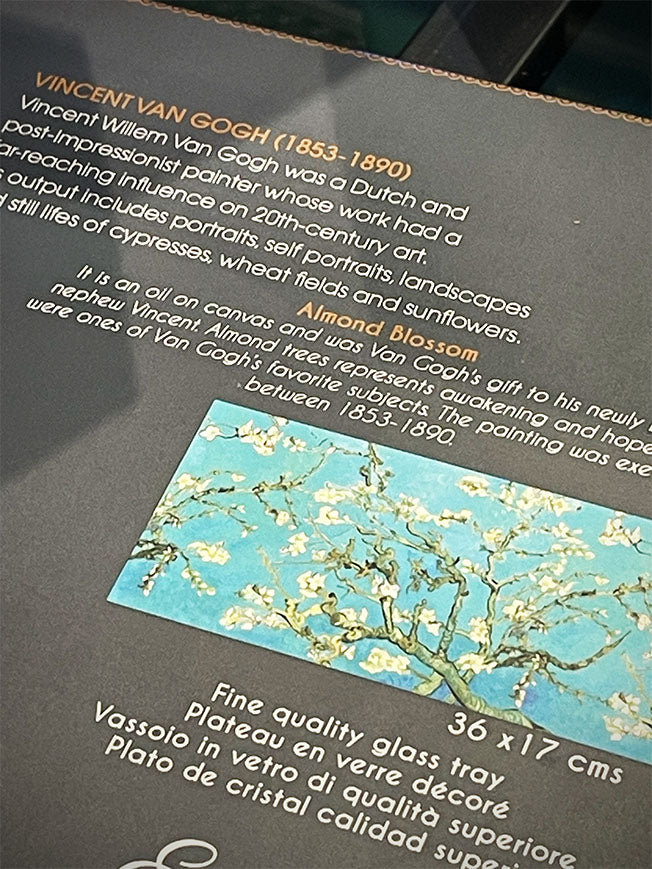 VINCENT VAN GOGH (1853-1890)
Vincent Willem Van Gogh was a Dutch and
post-Impressionist painter whose work had a
far-reaching influence on 20th-century art.
output includes portraits, self portraits, landscapes
still lifes of cypresses, wheat fields and sunflowers.
Almond Blossom
It is an oil on canvas and was Van Gogh's gift to his newly
nephew Vincent. Almond trees represents awakening and hope
were ones of Van Gogh's favorite subjects. The painting was
between 1853-1890.
36 x 17 cms
Fine quality glass tray
Plateau en verre décoré
Vassoio in vetro di qualità superiore
Plato de cristal calidad